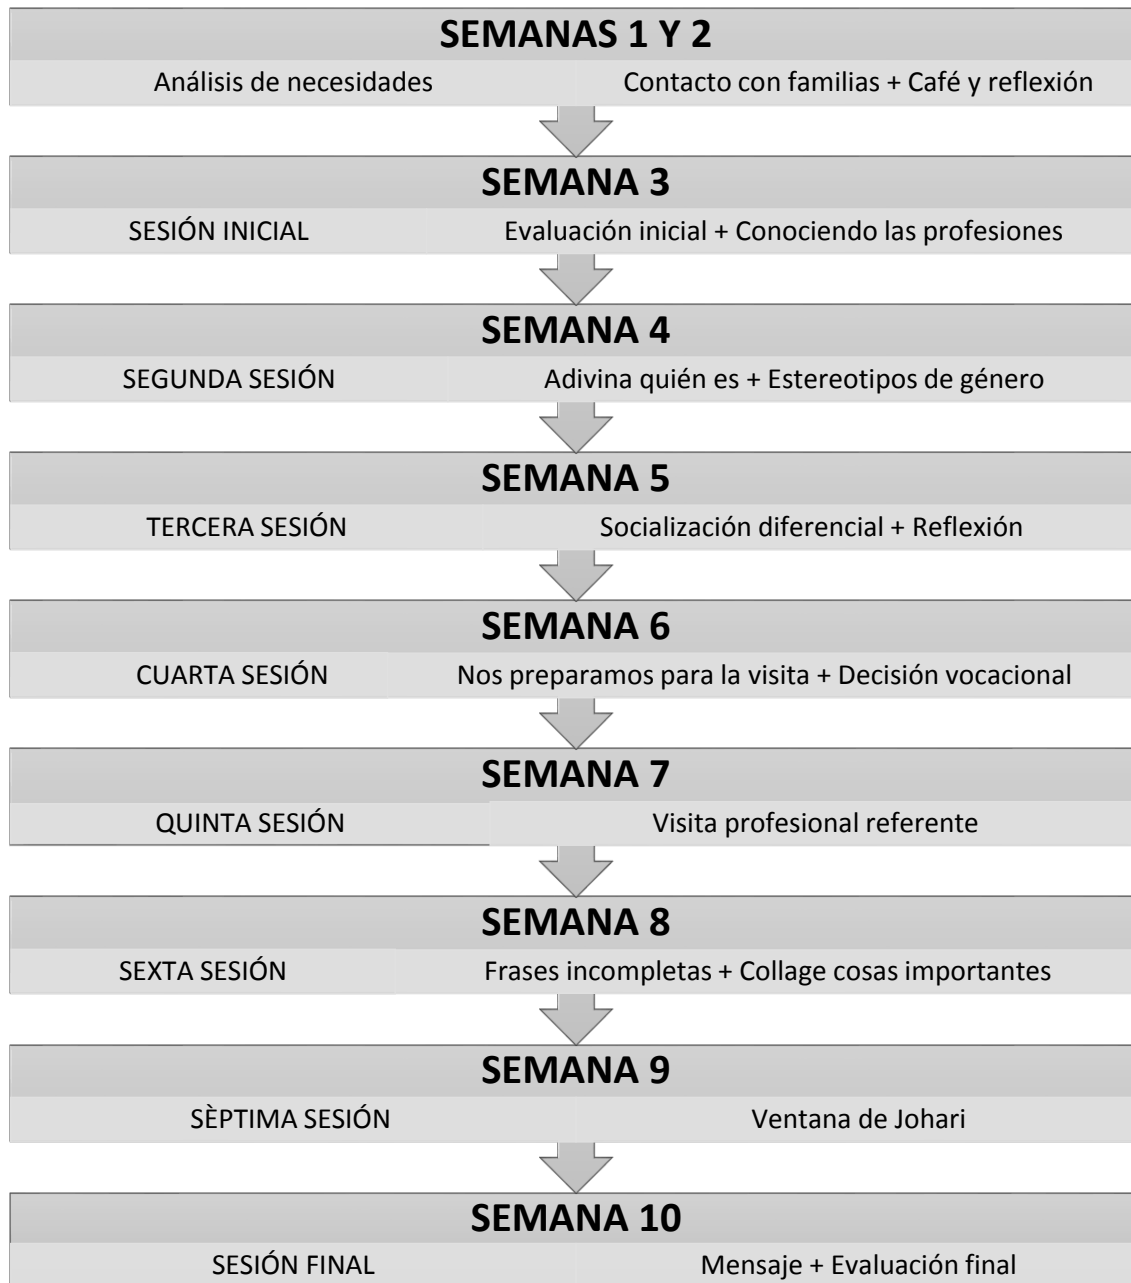 SEMANAS 1 Y 2
Análisis de necesidades Contacto con familias + Café y reflexión
SEMANA 3
SESIÓN INICIAL Evaluación inicial + Conociendo las profesiones
SEMANA 4
SEGUNDA SESIÓN Adivina quién es + Estereotipos de género
SEMANA 5
TERCERA SESIÓN Socialización diferencial + Reflexión
SEMANA 6
CUARTA SESIÓN Nos preparamos para la visita + Decisión vocacional
SEMANA 7
QUINTA SESIÓN Visita profesional referente
SEMANA 8
SEXTA SESIÓN Frases incompletas + Collage cosas importantes
SEMANA 9
SÈPTIMA SESIÓN Ventana de Johari
SEMANA 10
SESIÓN FINAL Mensaje + Evaluación final